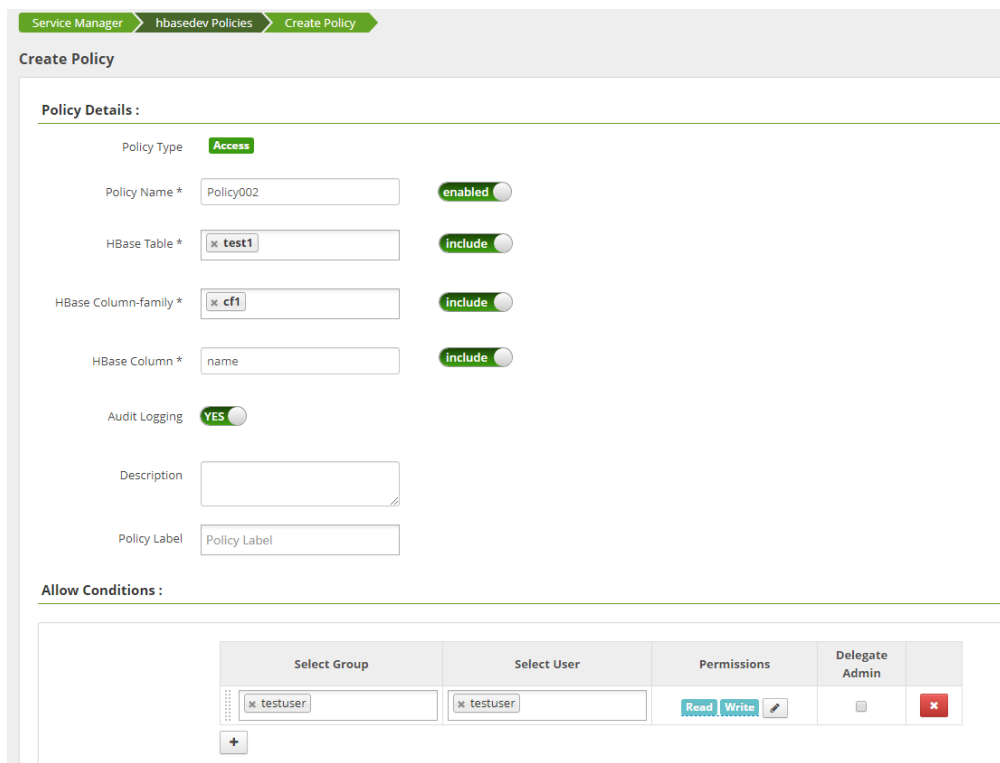 Service Manager hbasedev Policies Create Policy
Create Policy
Policy Details :
Policy Type Access
Policy Name * Policy002 enabled
HBase Table * × test1 include
HBase Column-family * × cf1 include
HBase Column * name include
Audit Logging YES
Description
Policy Label Policy Label
Allow Conditions :
Select Group Select User Permissions Delegate Admin
× testuser × testuser Read Write
+